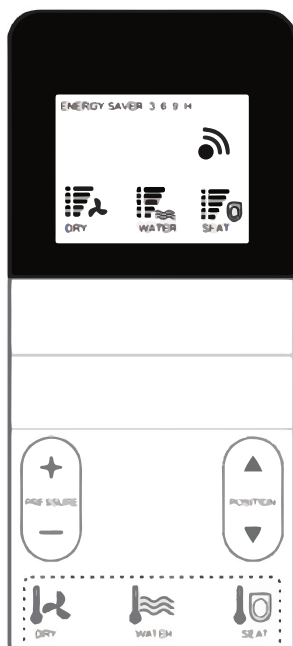 ENERGY SAVER 3 6 9 H
DRY WATER SEAT
PRESSURE POSITION
DRY WATER SEAT